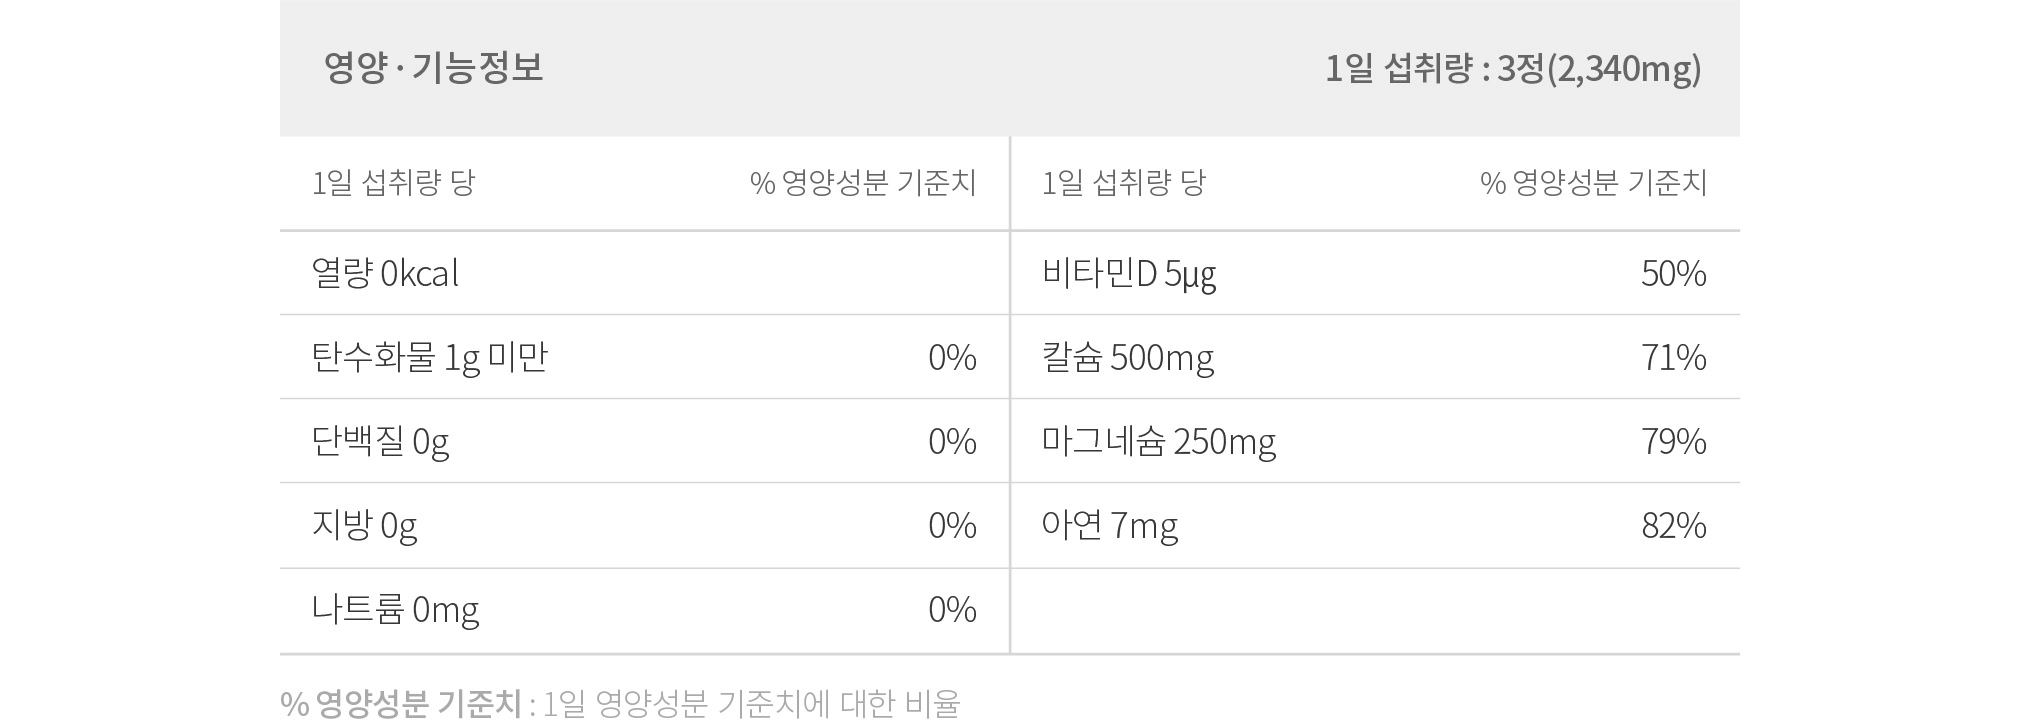 영양 · 기능정보 1일 섭취량 : 3정(2,340mg)
1일 섭취량 당 % 영양성분 기준치 1일 섭취량 당 % 영양성분 기준치
열량 0kcal 비타민D 5µg 50%
탄수화물 1g 미만 0% 칼슘 500mg 71%
단백질 0g 0% 마그네슘 250mg 79%
지방 0g 0% 아연 7mg 82%
나트륨 0mg 0%
% 영양성분 기준치 : 1일 영양성분 기준치에 대한 비율